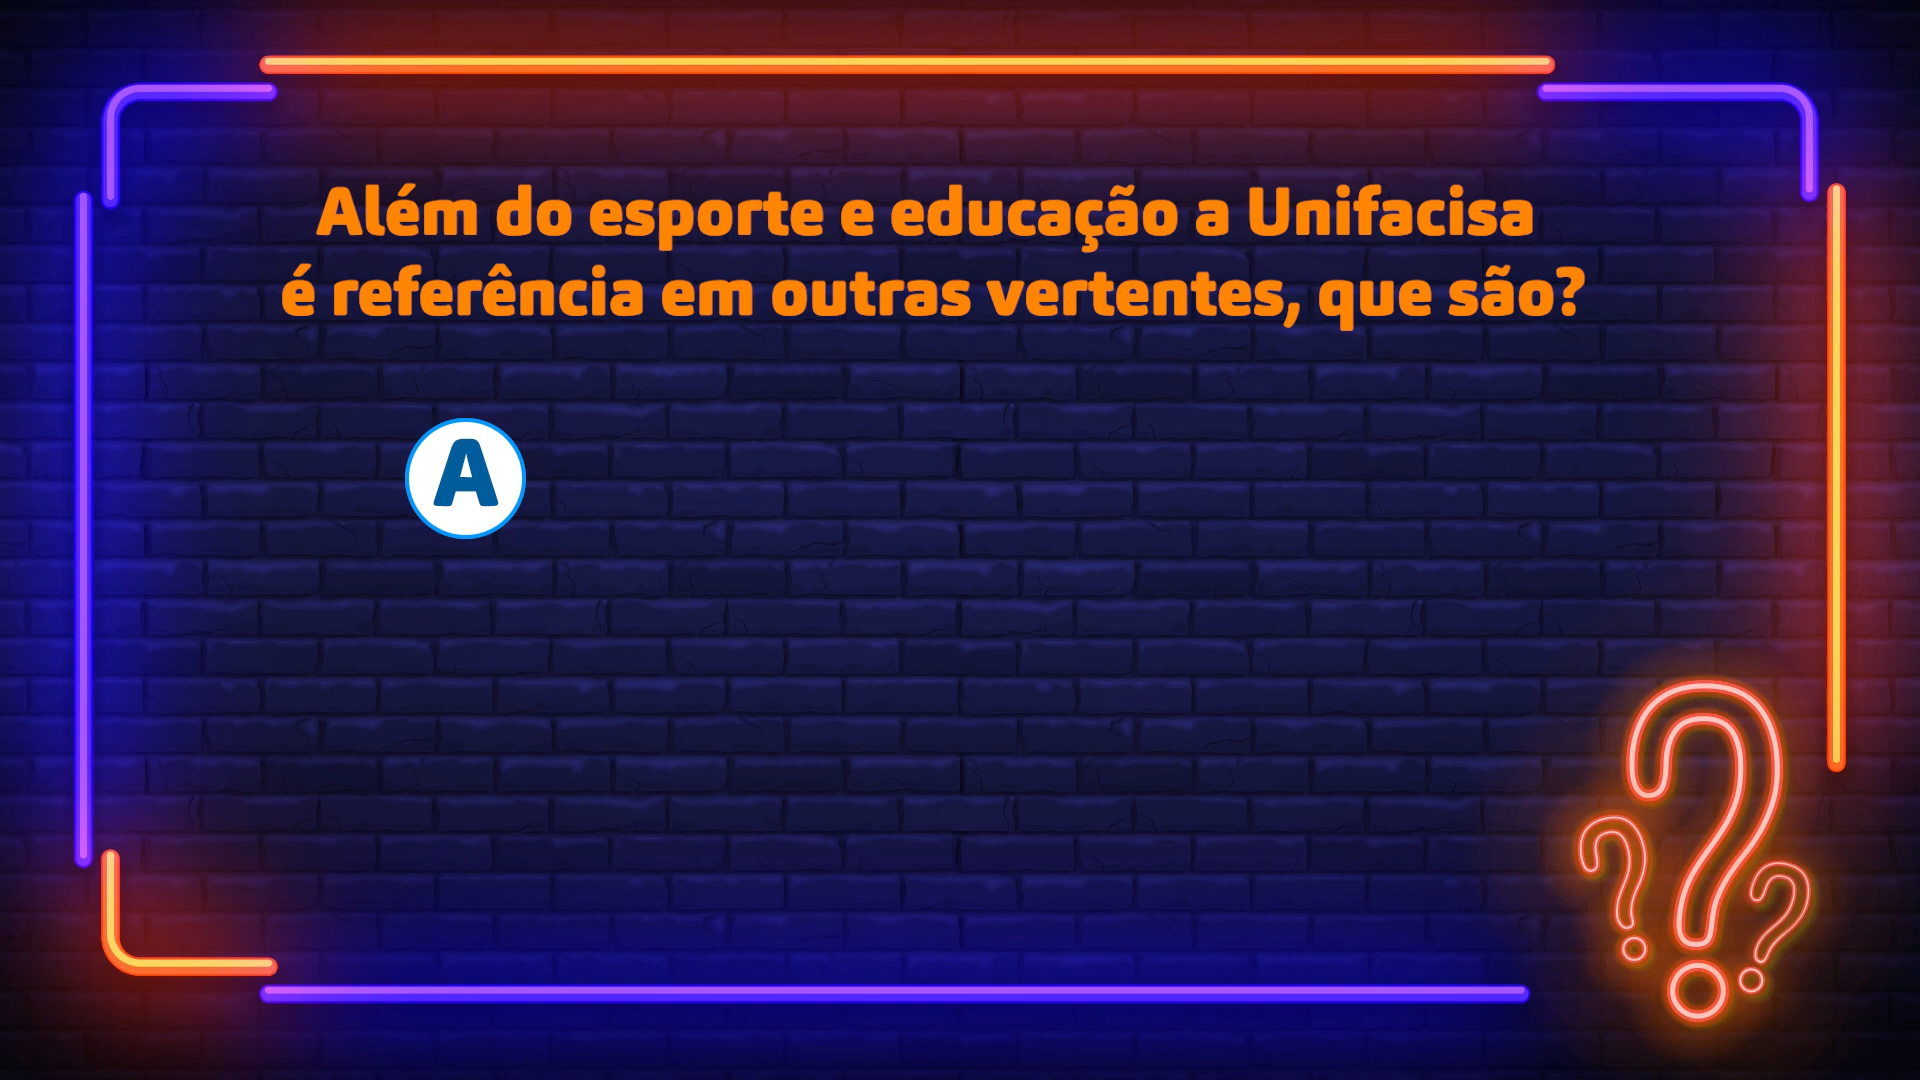 Além do esporte e educação a Unifacisa
é referência em outras vertentes, que são?
A